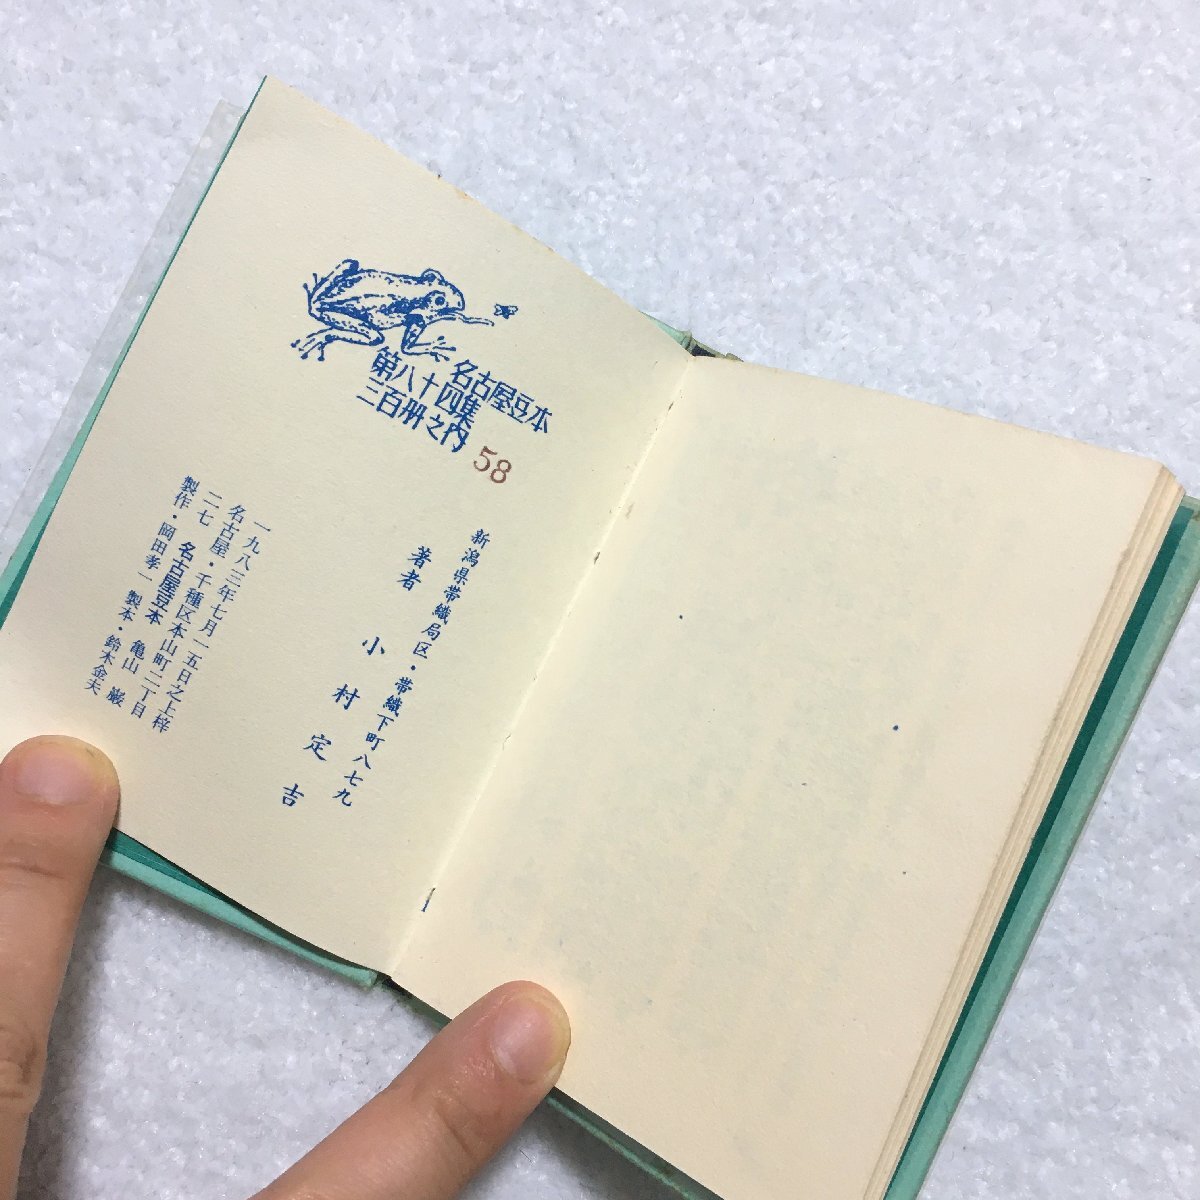 名古屋豆本
第八十四集
三百冊之内
58
新潟県帯織局区・帯織下町八七九
著者 小村定吉
一九八三年七月一五日之上梓
名古屋・千種区本山町二丁目
二七 名古屋豆本 亀山 巌
製作・岡田孝一 製本・鈴木金夫